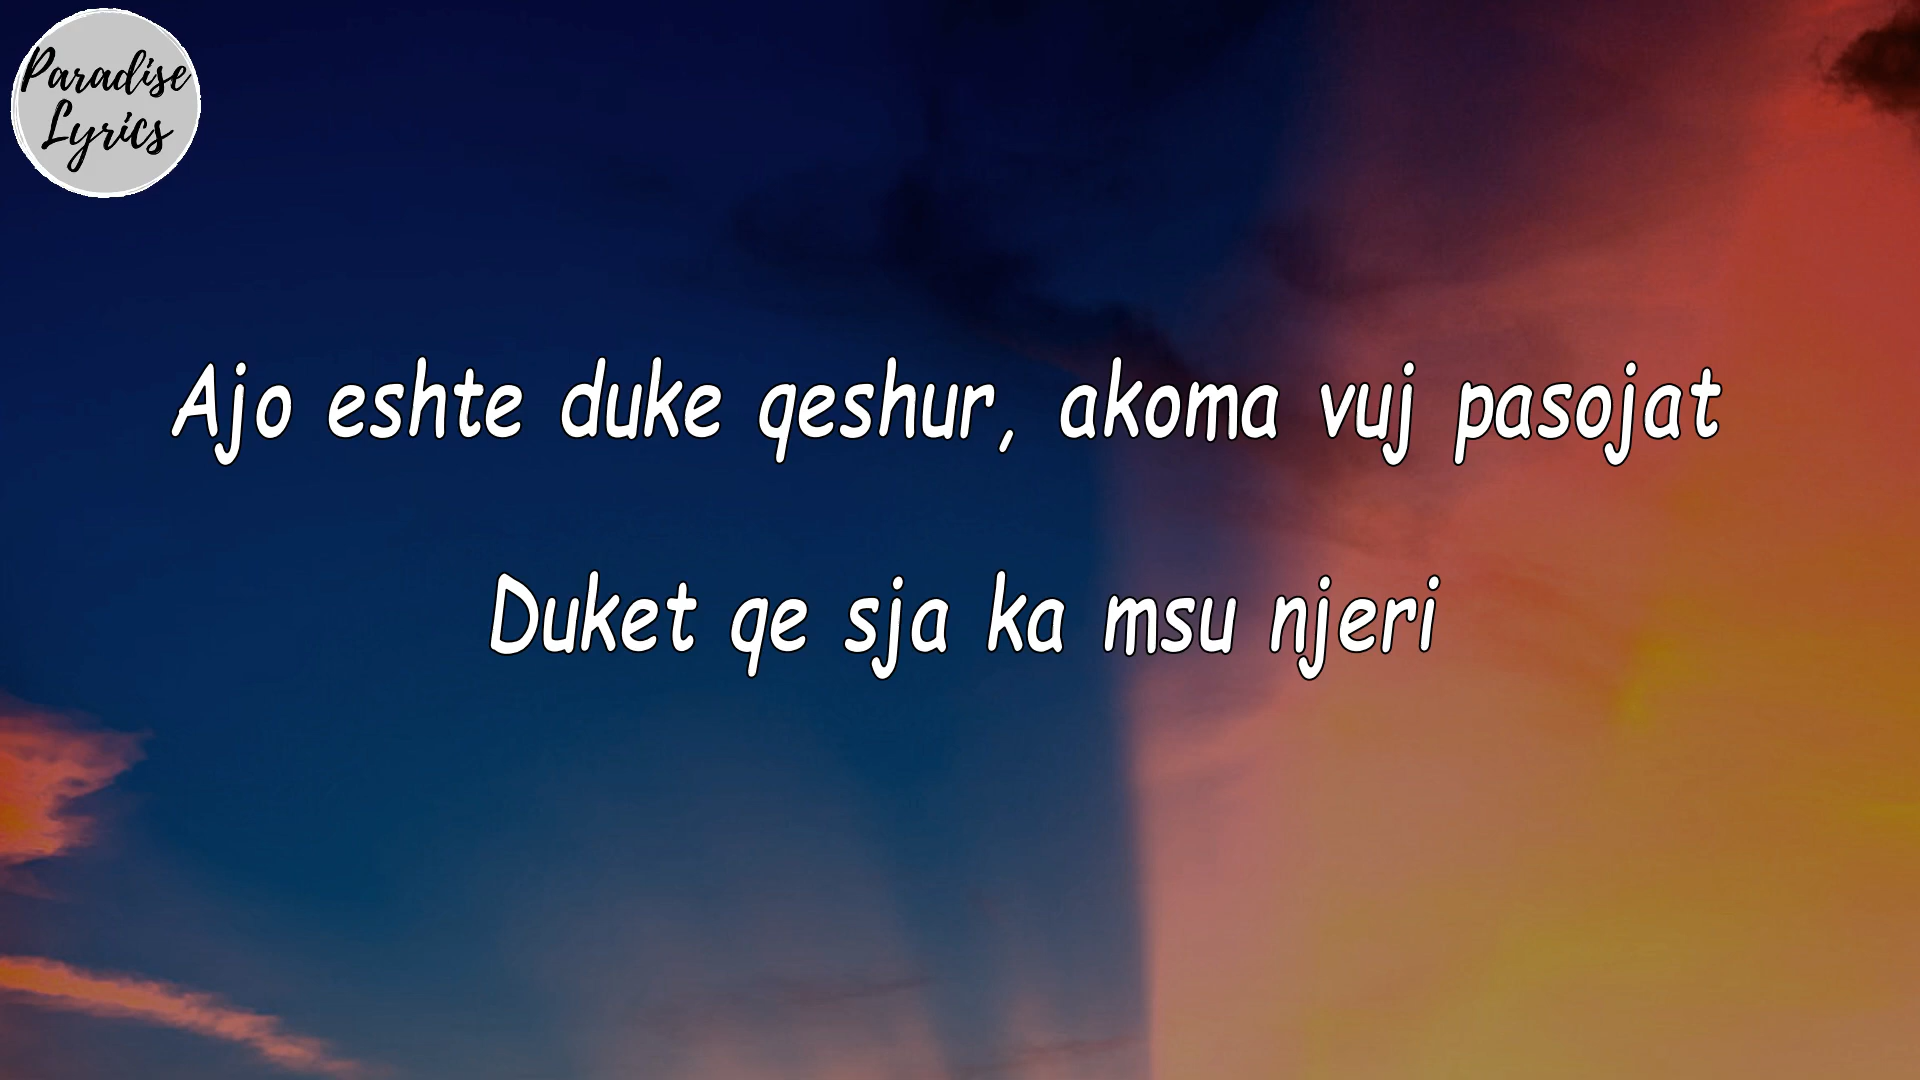 Paradise
Lyrics
Ajo eshte duke qeshur, akoma vuj pasojat
Duket qe sja ka msu njeri